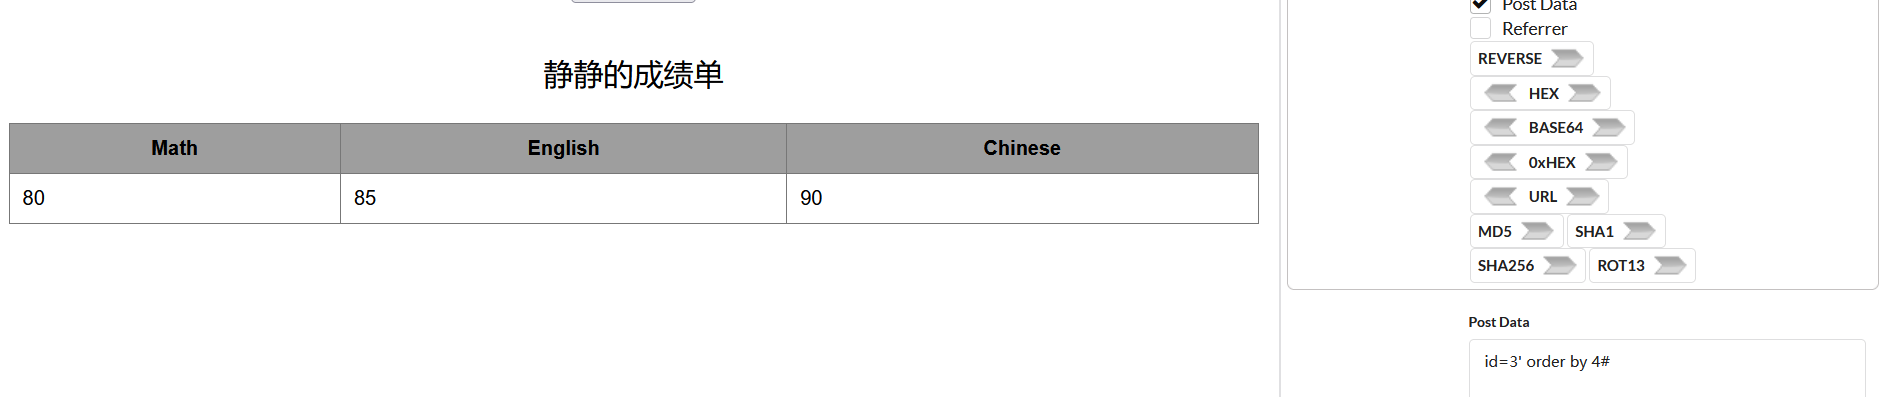 静静的成绩单
Math English Chinese
80 85 90
Post Data
Referrer
REVERSE
HEX
BASE64
0xHEX
URL
MD5 SHA1
SHA256 ROT13
Post Data
id=3' order by 4#